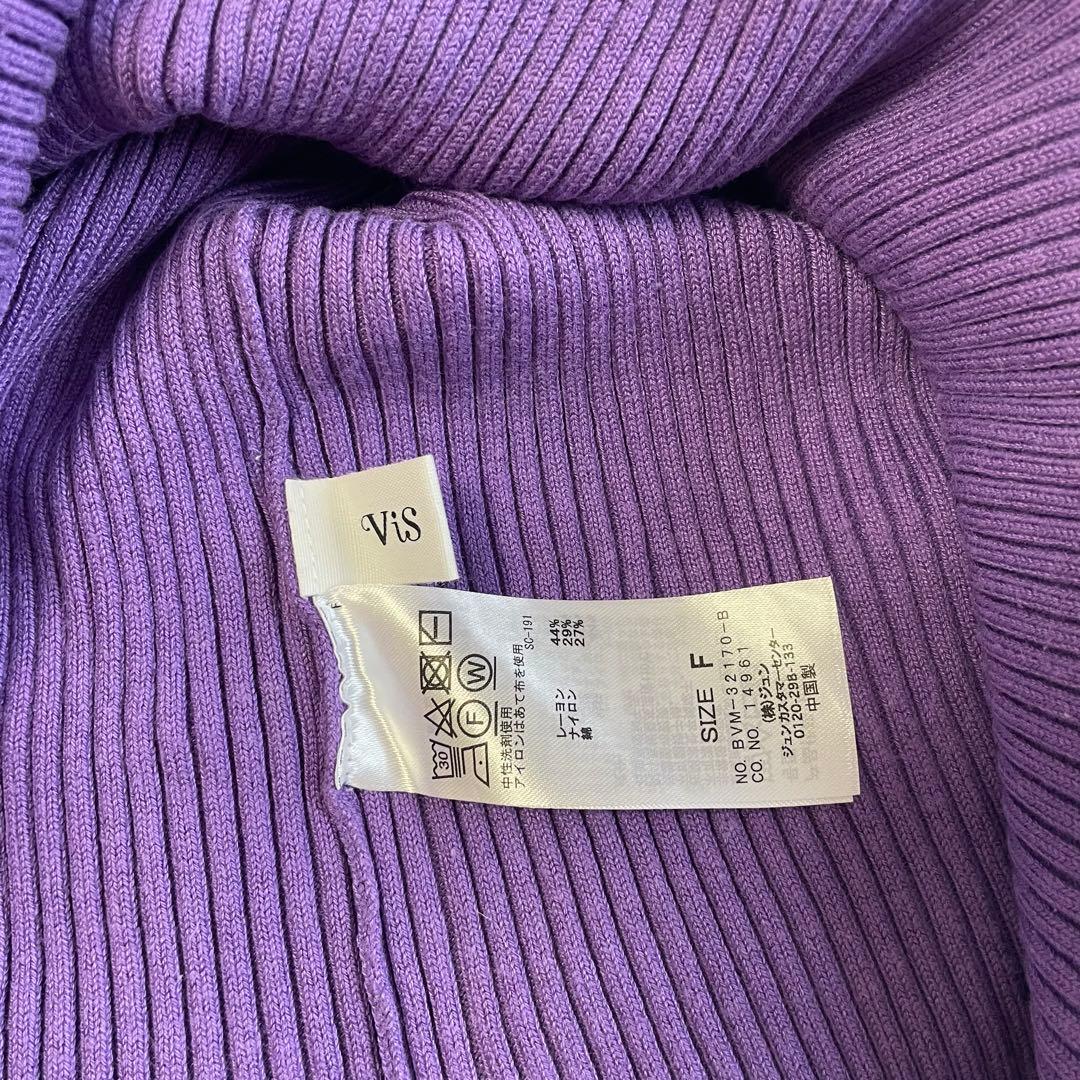 ViS
30
F
W
中性洗剤使用
アイロンはあて布を使用
SC-191
レーヨン 44%
ナイロン 29%
綿 27%
SIZE F
NO. BVM-32170-B
CO. NO. 14961
(株)ジュン
ジュンカスタマーセンター
0120-298-133
中国製